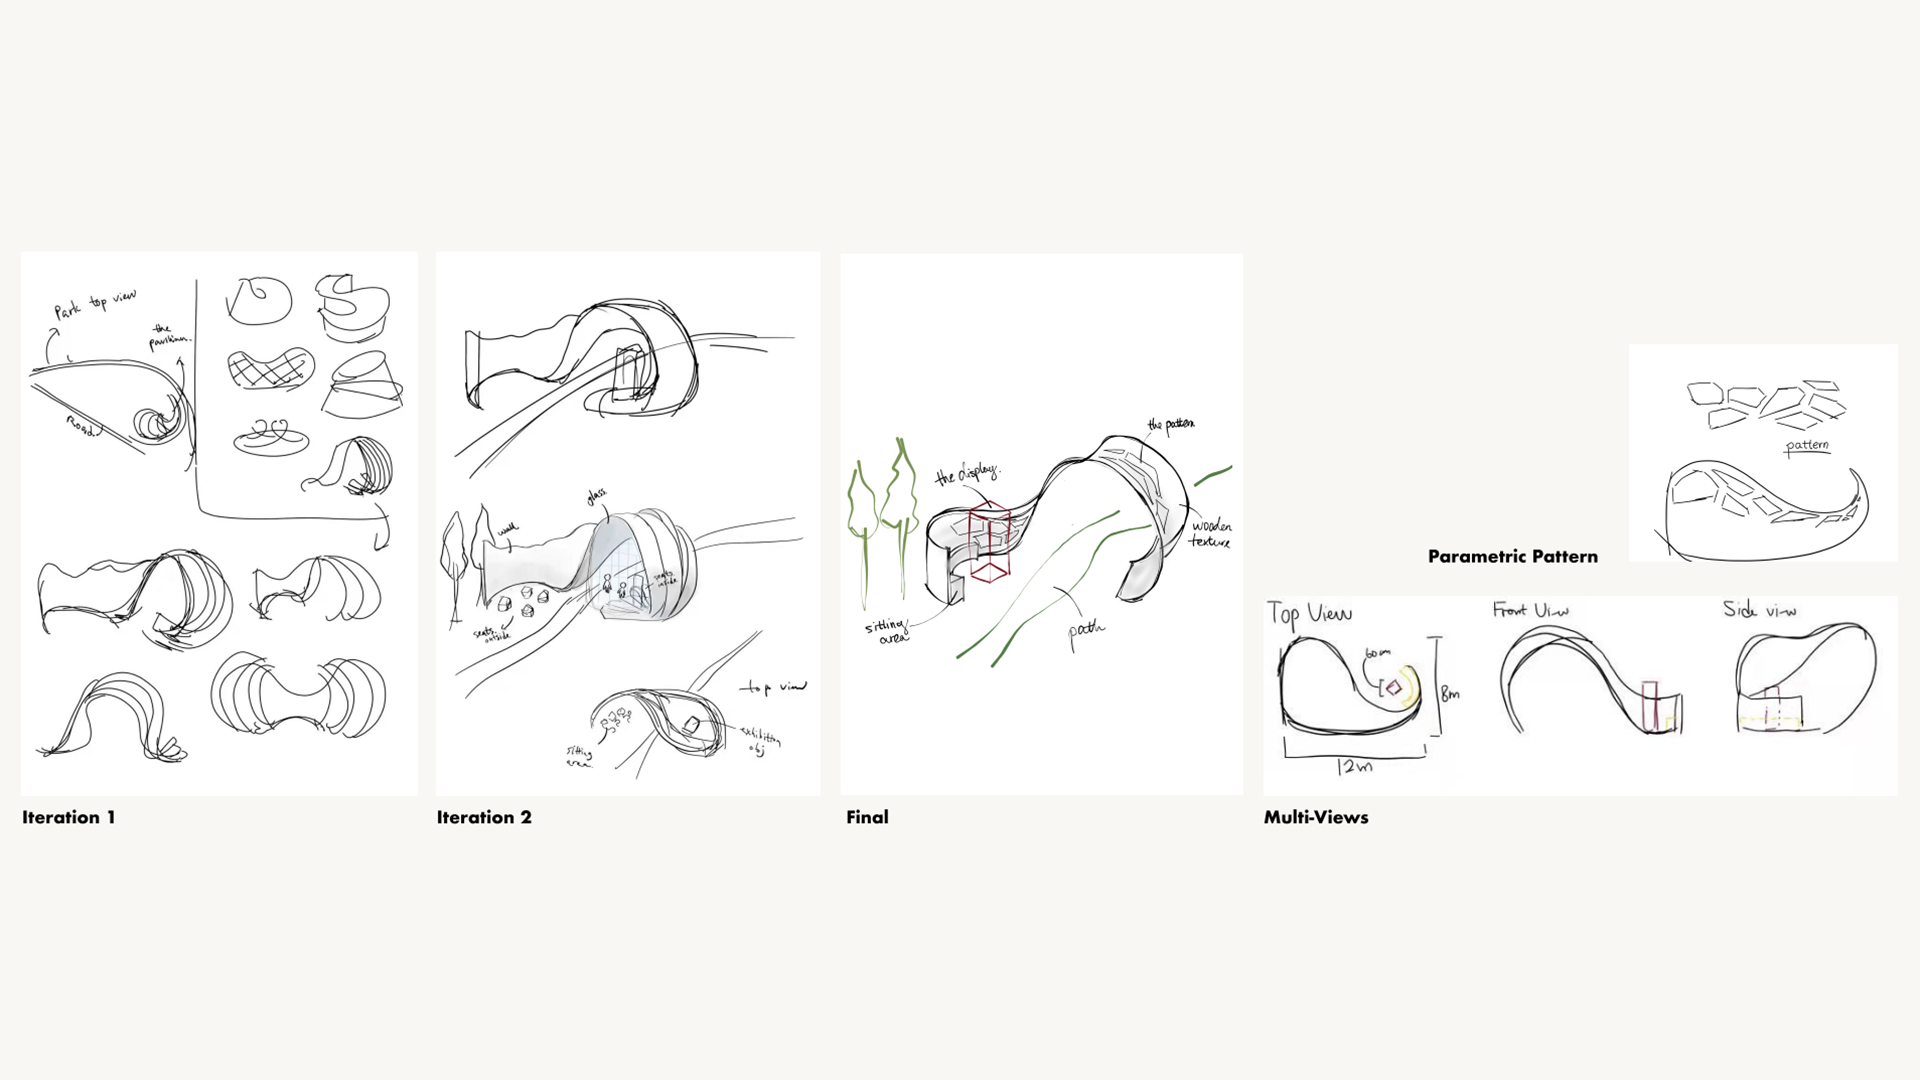 Park top view
the
pavilion.
Road
Iteration 1
glass
wall
seats
inside
seats
outside
top view
sitting
area.
exhibiting
obj
Iteration 2
the pattern
the display.
wooden
texture
sitting
area
path
Final
pattern
Parametric Pattern
Top View
60cm
8m
12m
Front View
Side view
Multi-Views